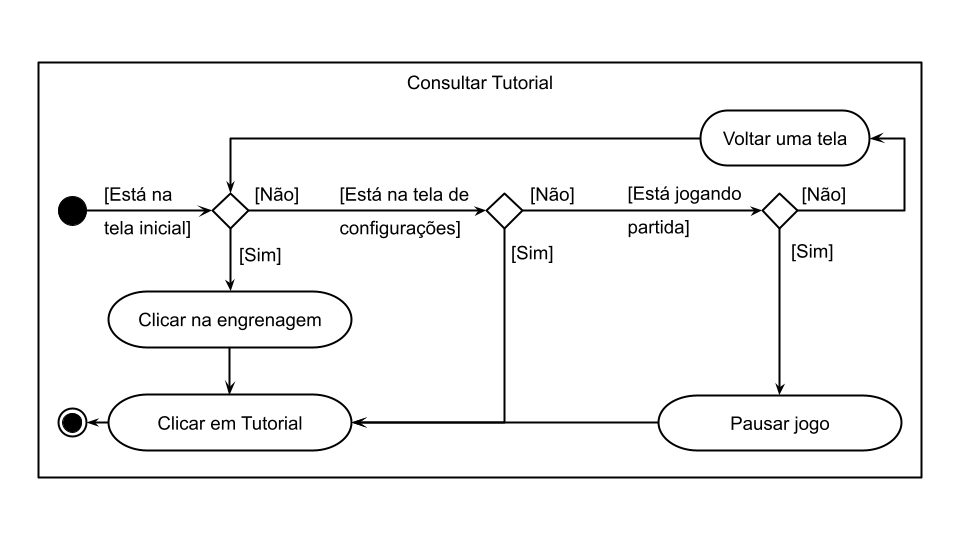 Consultar Tutorial
Voltar uma tela
[Está na
tela inicial]
[Não]
[Está na tela de
configurações]
[Não]
[Está jogando
partida]
[Não]
[Sim]
[Sim]
[Sim]
Clicar na engrenagem
Clicar em Tutorial
Pausar jogo